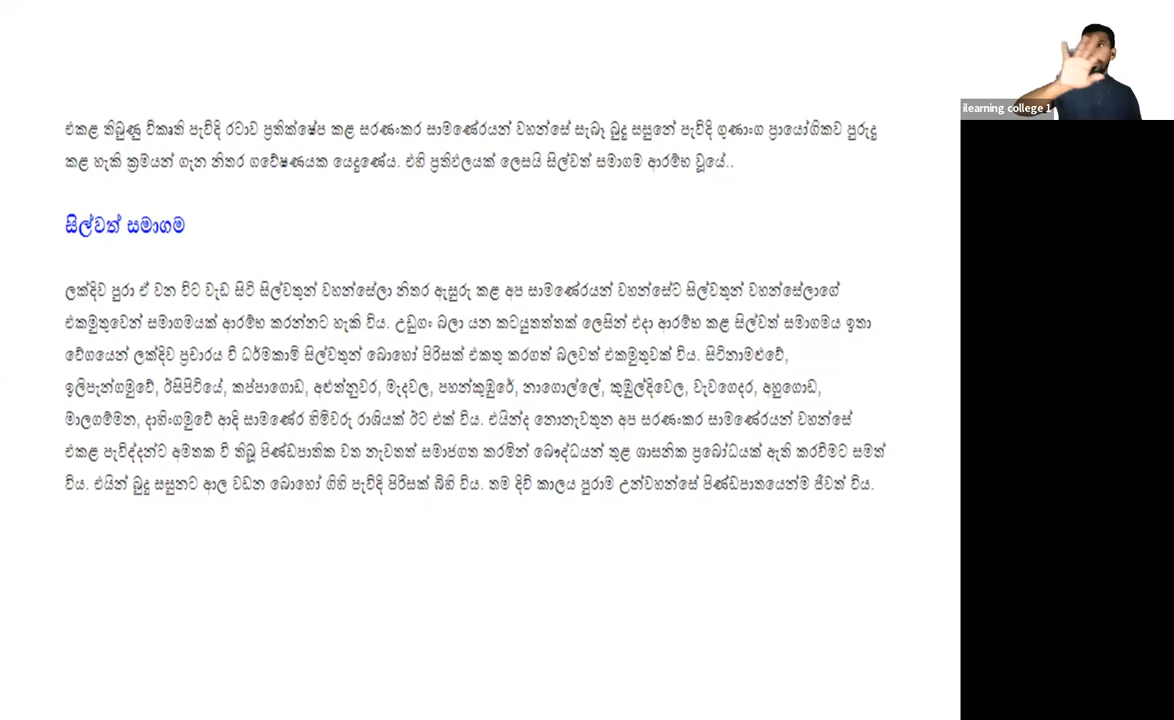 එකළ තිබුණු විකෘති පැවිදි රටාව ප්‍රතික්ෂේප කළ සරණංකර සාමණේරයන් වහන්සේ සැබෑ බුදු සසුනේ පැවිදි ගුණාංග ප්‍රායෝගිකව පුරුදු
කළ හැකි ක්‍රමයන් ගැන නිතර ගවේෂණයක යෙදුණේය. එහි ප්‍රතිඵලයක් ලෙසයි සිල්වත් සමාගම ආරම්භ වූයේ..
සිල්වත් සමාගම
ලක්දිව පුරා ඒ වන විට වැඩ සිටි සිල්වතුන් වහන්සේලා නිතර ඇසුරු කළ අප සාමණේරයන් වහන්සේට සිල්වතුන් වහන්සේලාගේ
එකමුතුවෙන් සමාගමයක් ආරම්භ කරන්නට හැකි විය. උඩුගං බලා යන කටයුතත්තක් ලෙසින් එදා ආරම්භ කළ සිල්වත් සමාගමය ඉතා
වේගයෙන් ලක්දිව ප්‍රචාරය වී ධර්මකාමී සිල්වතුන් බොහෝ පිරිසක් එකතු කරගත් බලවත් එකමුතුවක් විය. සිටිනාමළුවේ,
ඉලිපැන්ගමුවේ, ඊසිපිටියේ, කප්පාගොඩ, අළුත්නුවර, මැදවල, පහන්කුඹුරේ, නාගොල්ලේ, කුඹුල්දිවෙල, වැවගෙදර, අහුගොඩ,
මාලගම්මන, දාහිංගමුවේ ආදි සාමණේර හිමිවරු රාශියක් ඊට එක් විය. එයින්ද නොනැවතුන අප සරණංකර සාමණේරයන් වහන්සේ
එකළ පැවිද්දන්ට අමතක වී තිබූ පිණ්ඩපාතික වත නැවතත් සමාජගත කරමින් බෞද්ධයන් තුළ ශාසනික ප්‍රබෝධයක් ඇති කරවීමට සමත්
විය. එයින් බුදු සසුනට ආල වඩන බොහෝ ගිහි පැවිදි පිරිසක් බිහි විය. තම දිවි කාලය පුරාම උන්වහන්සේ පිණ්ඩපාතයෙන්ම ජීවත් විය.
ilearning college 1